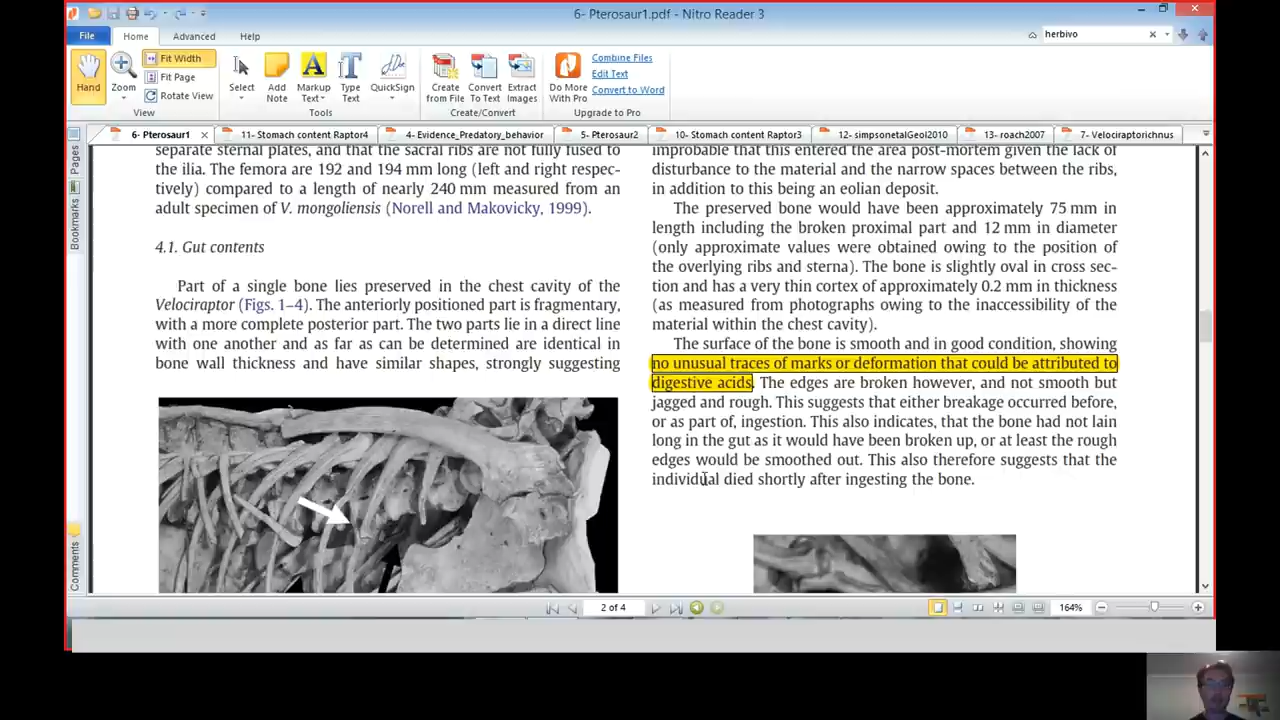 6- Pterosaur1.pdf - Nitro Reader 3
File
Home
Advanced
Help
herbivo
Hand
Zoom
Fit Width
Fit Page
Rotate View
View
Select
Add Note
Markup Text
Type Text
QuickSign
Tools
Create from File
Convert To Text
Extract Images
Create/Convert
Do More With Pro
Combine Files
Edit Text
Convert to Word
Upgrade to Pro
6- Pterosaur1
11- Stomach content Raptor4
4- Evidence_Predatory_behavior
5- Pterosaur2
10- Stomach content Raptor3
12- simpsonetalGeol2010
13- roach2007
7- Velociraptorichnus
Pages
Bookmarks
Comments
separate sternal plates, and that the sacral ribs are not fully fused to
the ilia. The femora are 192 and 194 mm long (left and right respec-
tively) compared to a length of nearly 240 mm measured from an
adult specimen of V. mongoliensis (Norell and Makovicky, 1999).
4.1. Gut contents
Part of a single bone lies preserved in the chest cavity of the
Velociraptor (Figs. 1–4). The anteriorly positioned part is fragmentary,
with a more complete posterior part. The two parts lie in a direct line
with one another and as far as can be determined are identical in
bone wall thickness and have similar shapes, strongly suggesting
improbable that this entered the area post-mortem given the lack of
disturbance to the material and the narrow spaces between the ribs,
in addition to this being an eolian deposit.
The preserved bone would have been approximately 75 mm in
length including the broken proximal part and 12 mm in diameter
(only approximate values were obtained owing to the position of
the overlying ribs and sterna). The bone is slightly oval in cross sec-
tion and has a very thin cortex of approximately 0.2 mm in thickness
(as measured from photographs owing to the inaccessibility of the
material within the chest cavity).
The surface of the bone is smooth and in good condition, showing
no unusual traces of marks or deformation that could be attributed to
digestive acids. The edges are broken however, and not smooth but
jagged and rough. This suggests that either breakage occurred before,
or as part of, ingestion. This also indicates, that the bone had not lain
long in the gut as it would have been broken up, or at least the rough
edges would be smoothed out. This also therefore suggests that the
individual died shortly after ingesting the bone.
2 of 4
164%